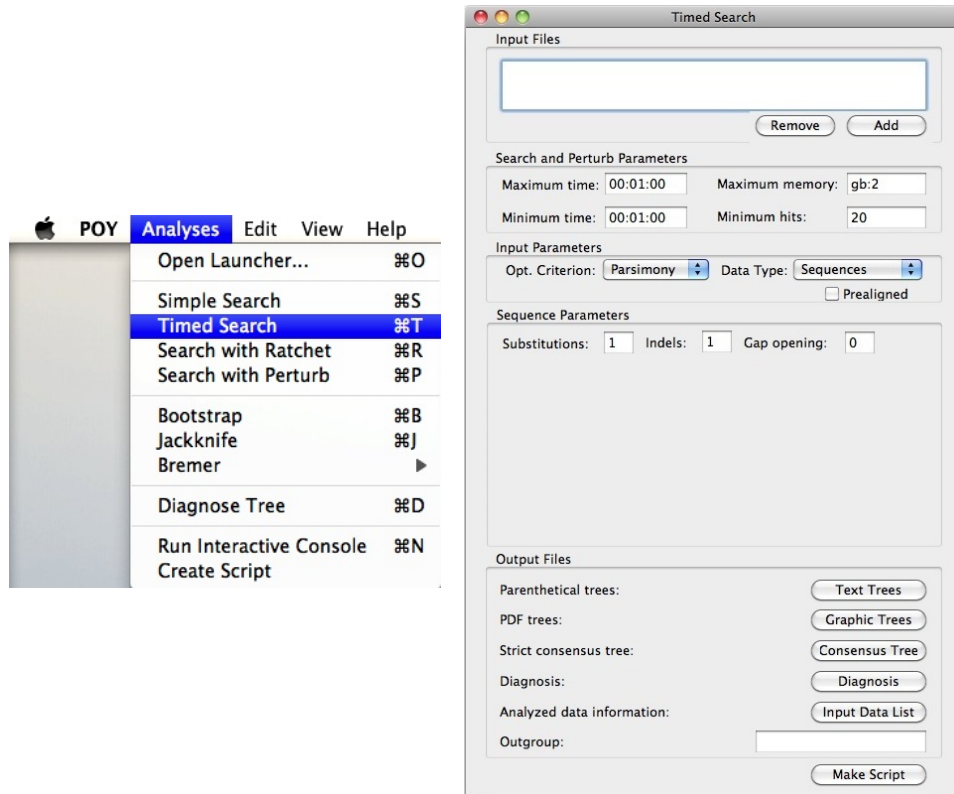 POY Analyses Edit View Help
Open Launcher... ⌘O
Simple Search ⌘S
Timed Search ⌘T
Search with Ratchet ⌘R
Search with Perturb ⌘P
Bootstrap ⌘B
Jackknife ⌘J
Bremer
Diagnose Tree ⌘D
Run Interactive Console ⌘N
Create Script
Timed Search
Input Files
Remove Add
Search and Perturb Parameters
Maximum time: 00:01:00 Maximum memory: gb:2
Minimum time: 00:01:00 Minimum hits: 20
Input Parameters
Opt. Criterion: Parsimony Data Type: Sequences
Prealigned
Sequence Parameters
Substitutions: 1 Indels: 1 Gap opening: 0
Output Files
Parenthetical trees: Text Trees
PDF trees: Graphic Trees
Strict consensus tree: Consensus Tree
Diagnosis: Diagnosis
Analyzed data information: Input Data List
Outgroup:
Make Script